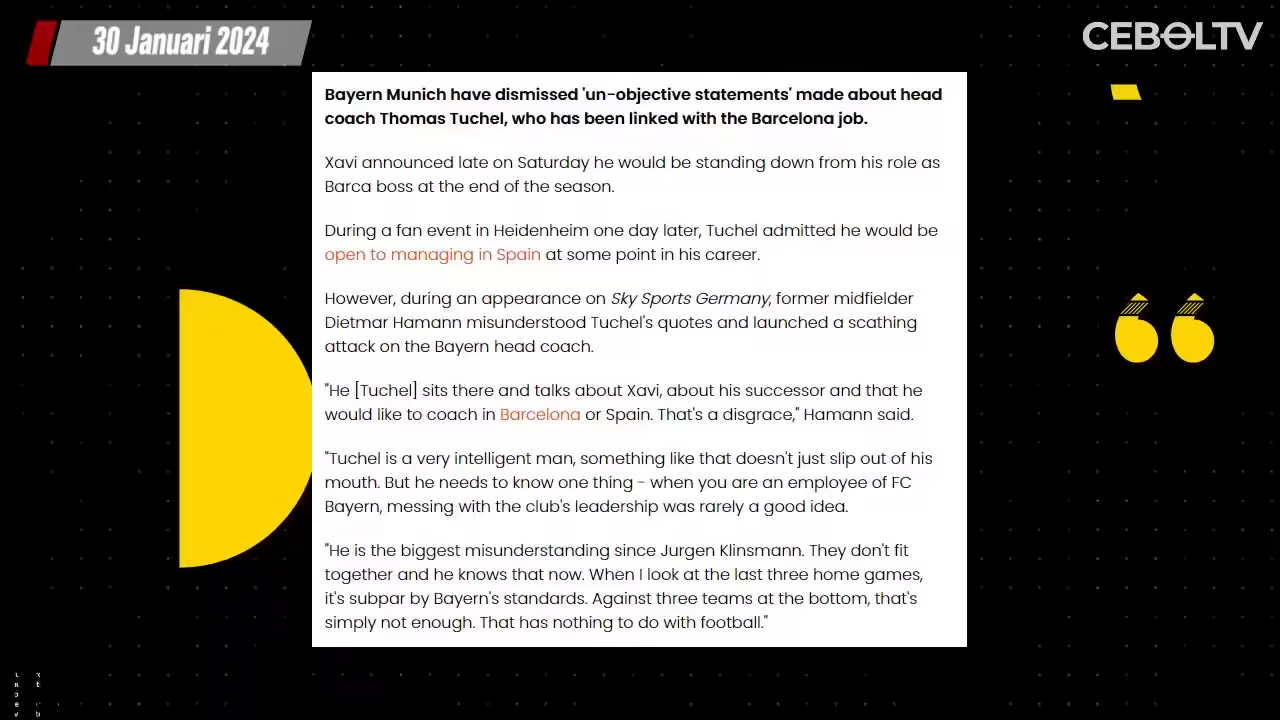 30 Januari 2024
CEBOLTV
Bayern Munich have dismissed 'un-objective statements' made about head
coach Thomas Tuchel, who has been linked with the Barcelona job.
Xavi announced late on Saturday he would be standing down from his role as
Barca boss at the end of the season.
During a fan event in Heidenheim one day later, Tuchel admitted he would be
open to managing in Spain at some point in his career.
However, during an appearance on Sky Sports Germany, former midfielder
Dietmar Hamann misunderstood Tuchel's quotes and launched a scathing
attack on the Bayern head coach.
"He [Tuchel] sits there and talks about Xavi, about his successor and that he
would like to coach in Barcelona or Spain. That's a disgrace," Hamann said.
"Tuchel is a very intelligent man, something like that doesn't just slip out of his
mouth. But he needs to know one thing - when you are an employee of FC
Bayern, messing with the club's leadership was rarely a good idea.
"He is the biggest misunderstanding since Jurgen Klinsmann. They don't fit
together and he knows that now. When I look at the last three home games,
it's subpar by Bayern's standards. Against three teams at the bottom, that's
simply not enough. That has nothing to do with football."